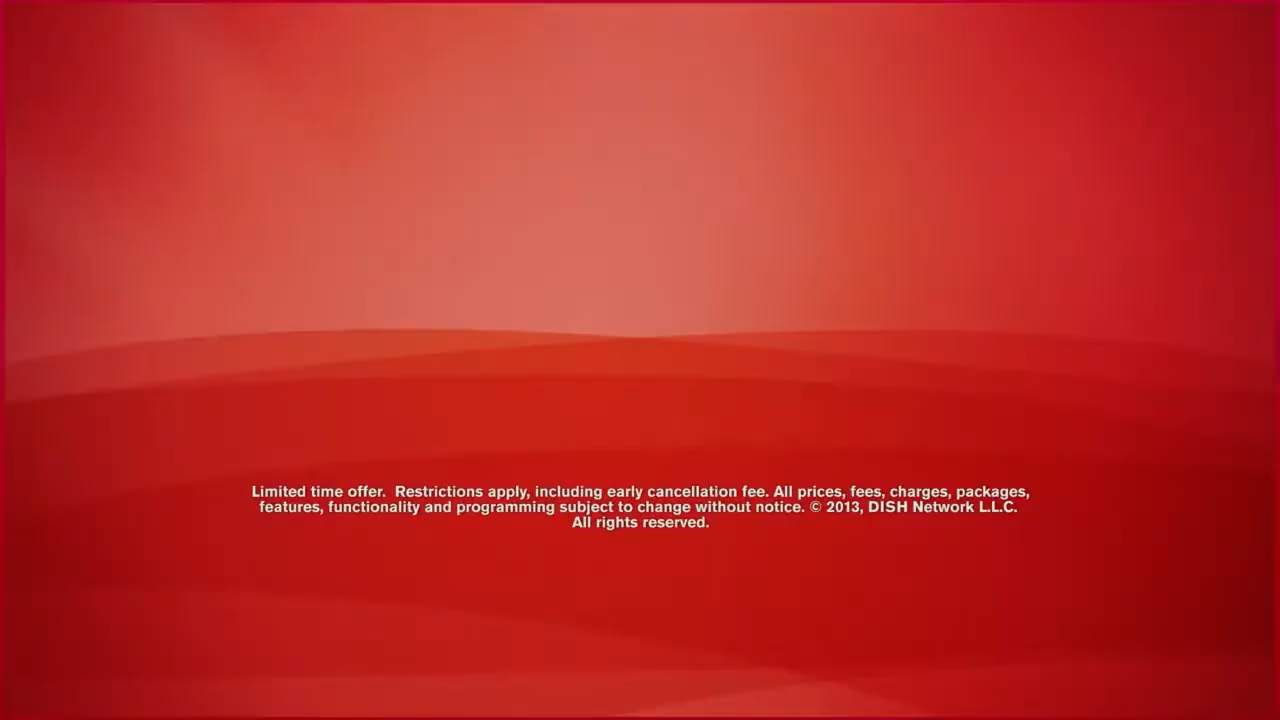 Limited time offer.  Restrictions apply, including early cancellation fee. All prices, fees, charges, packages,
features, functionality and programming subject to change without notice. © 2013, DISH Network L.L.C.
All rights reserved.